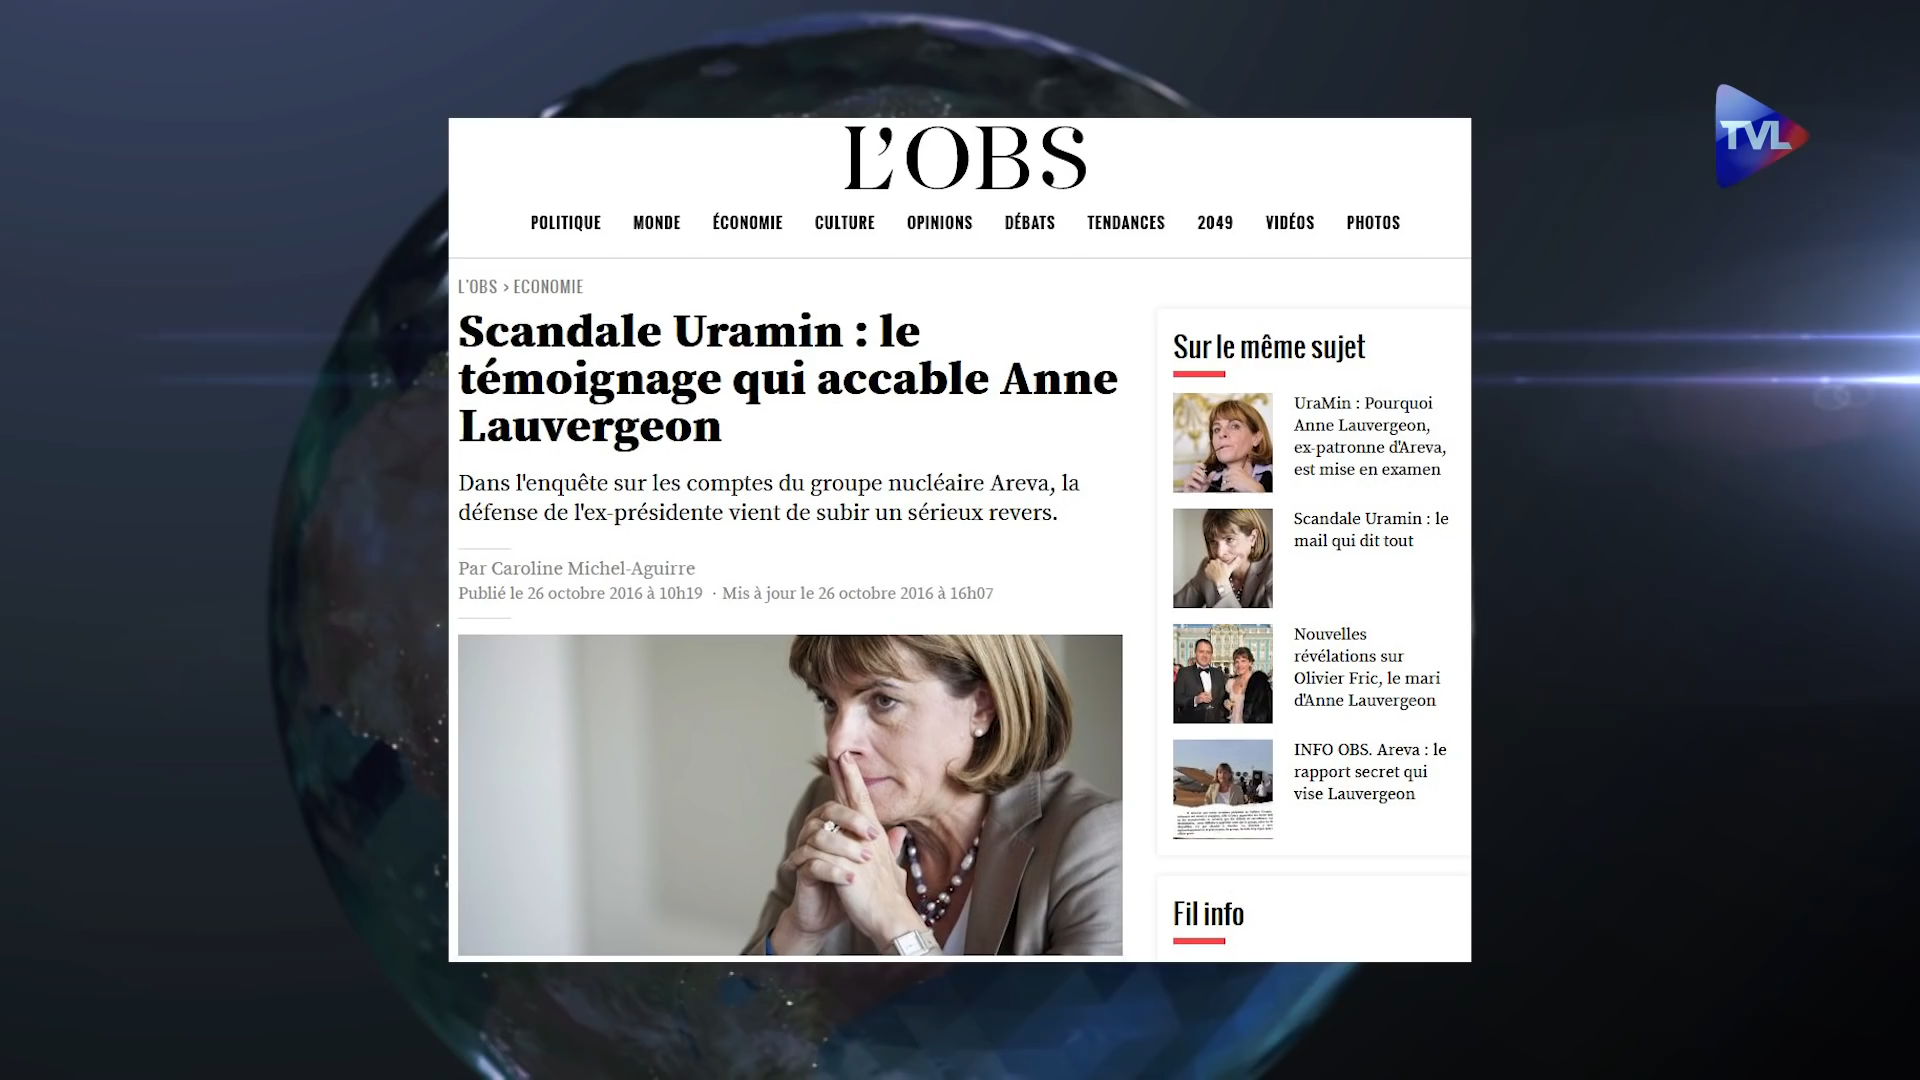 TVL
L'OBS
POLITIQUE MONDE ÉCONOMIE CULTURE OPINIONS DÉBATS TENDANCES 2049 VIDÉOS PHOTOS
L'OBS > ECONOMIE
Scandale Uramin : le
témoignage qui accable Anne
Lauvergeon
Dans l'enquête sur les comptes du groupe nucléaire Areva, la
défense de l'ex-présidente vient de subir un sérieux revers.
Par Caroline Michel-Aguirre
Publié le 26 octobre 2016 à 10h19 · Mis à jour le 26 octobre 2016 à 16h07
Sur le même sujet
UraMin : Pourquoi
Anne Lauvergeon,
ex-patronne d'Areva,
est mise en examen
Scandale Uramin : le
mail qui dit tout
Nouvelles
révélations sur
Olivier Fric, le mari
d'Anne Lauvergeon
INFO OBS. Areva : le
rapport secret qui
vise Lauvergeon
Fil info